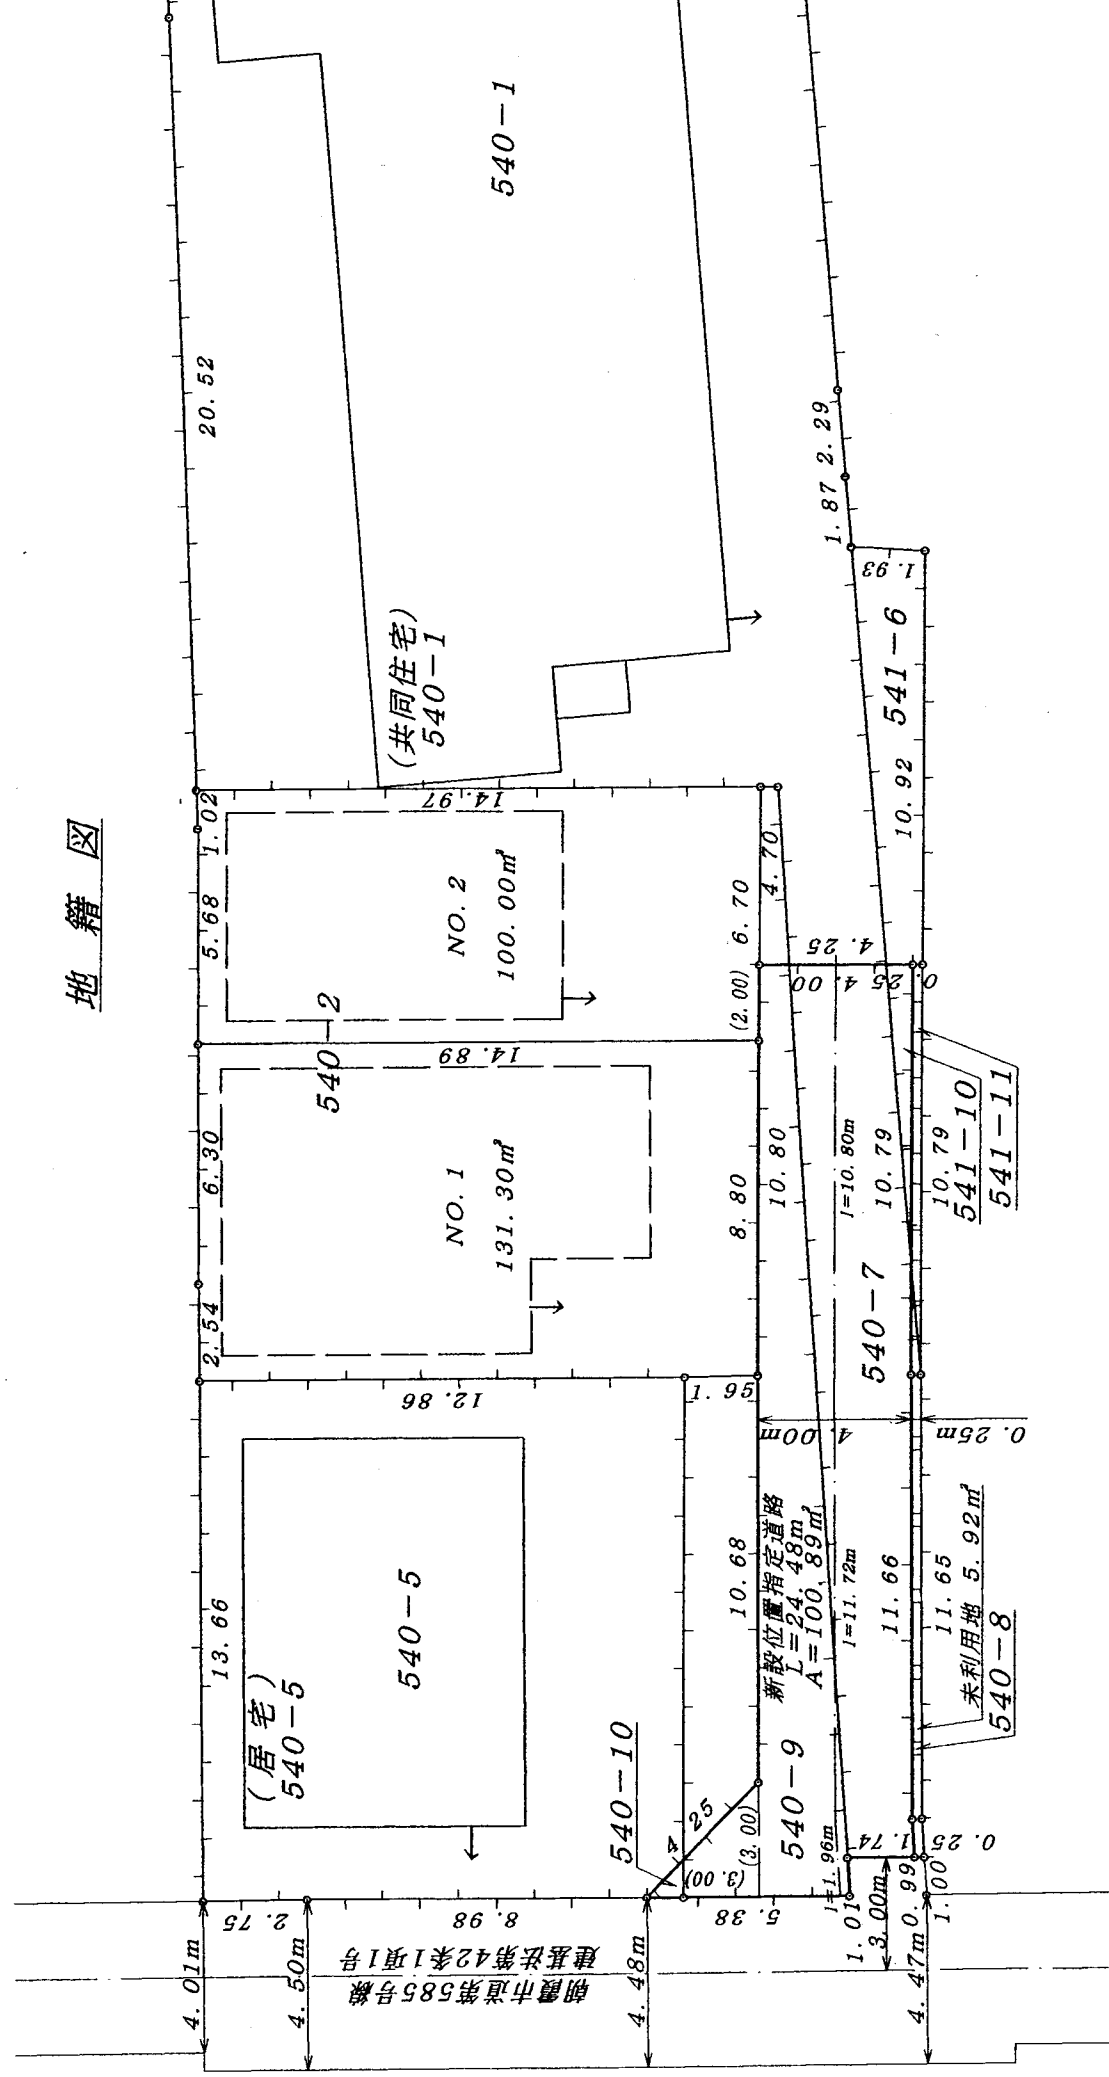 地籍図
540-1
20.52
1.87
2.29
1.93
541-6
10.92
(共同住宅)
540-1
1.02
5.68
14.97
NO.2
100.00㎡
6.70
4.70
4.25
4.00
0.25
(2.00)
540-2
14.89
6.30
2.54
NO.1
131.30㎡
8.80
10.80
l=10.80m
10.79
10.79
541-10
541-11
540-7
12.86
1.95
4.00m
0.25m
13.66
(居宅)
540-5
540-5
10.68
新設位置指定道路
L=24.48m
A=100.89㎡
l=11.72m
11.66
11.65
未利用地 5.92㎡
540-8
540-10
4.25
(3.00)
(3.00)
540-9
l=1.96m
1.74
0.25
2.75
8.98
5.38
1.01
3.00m
0.99
1.00
建基法第42条1項1号
朝霞市道第585号線
4.01m
4.50m
4.48m
4.47m